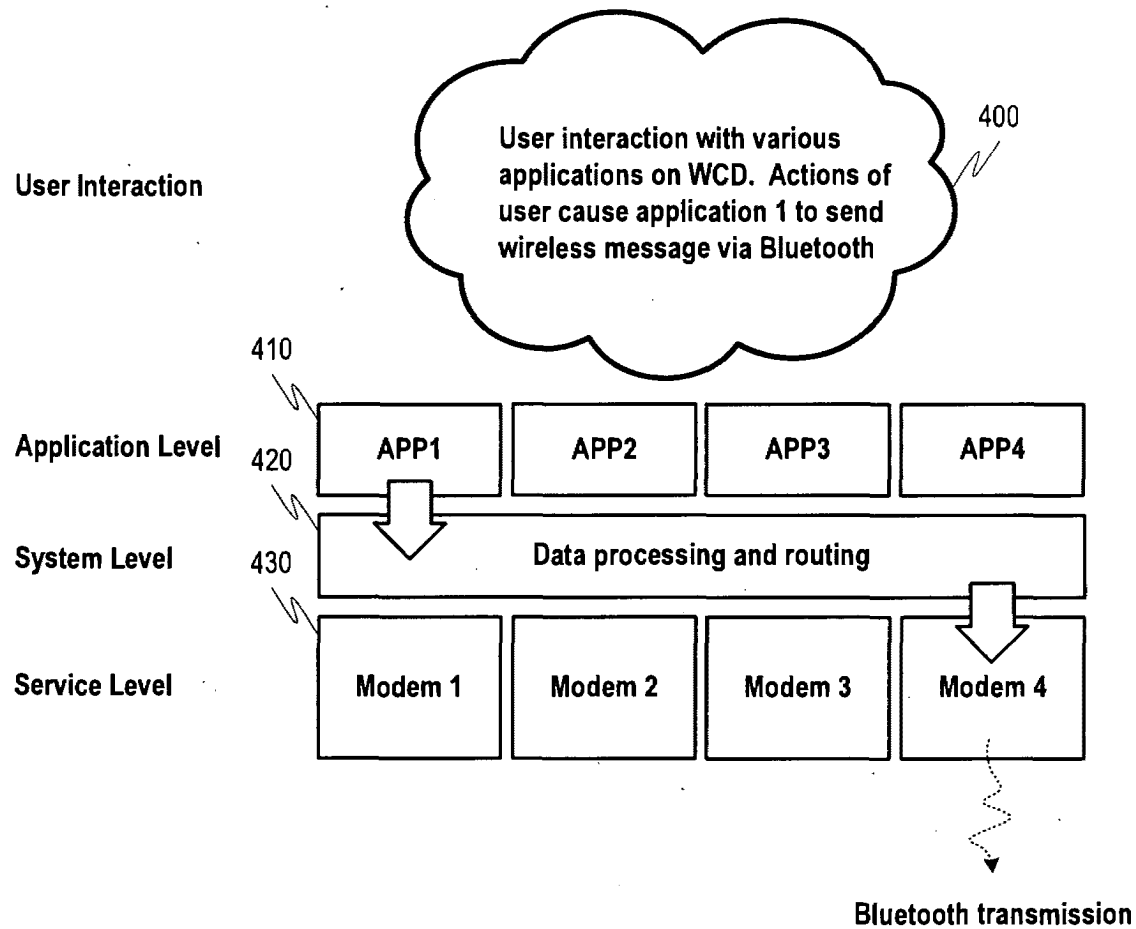 400
User interaction with various
applications on WCD.  Actions of
user cause application 1 to send
wireless message via Bluetooth
User Interaction
410
Application Level
APP1
APP2
APP3
APP4
420
System Level
Data processing and routing
430
Service Level
Modem 1
Modem 2
Modem 3
Modem 4
Bluetooth transmission